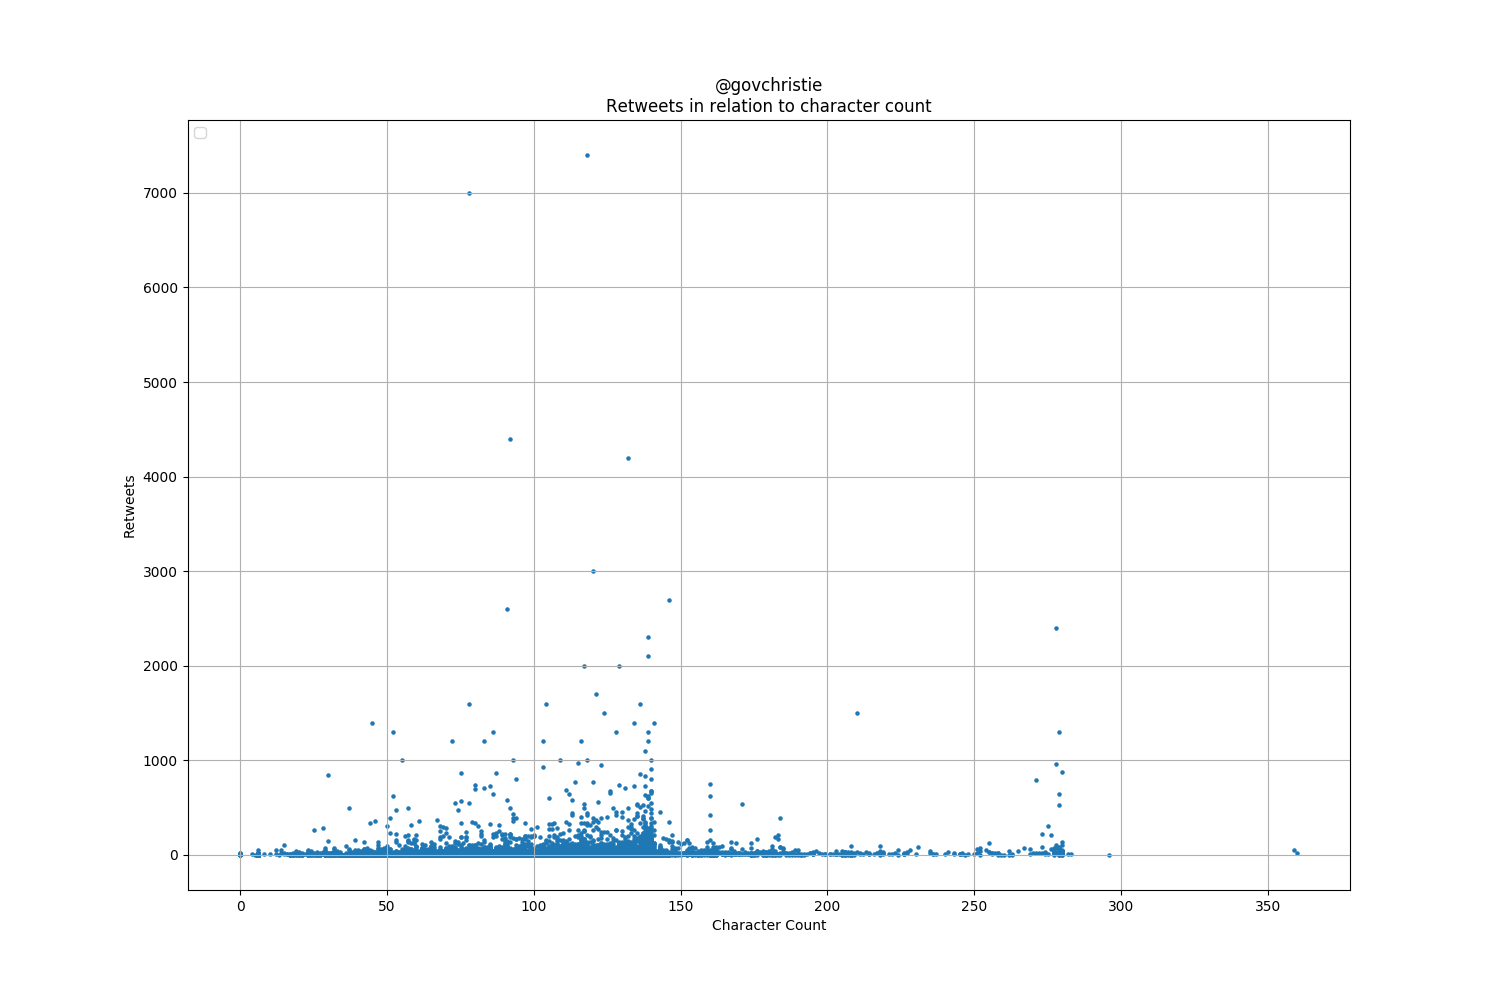 @govchristie
Retweets in relation to character count
7000
6000
5000
4000
3000
2000
1000
0
Retweets
0 50 100 150 200 250 300 350
Character Count